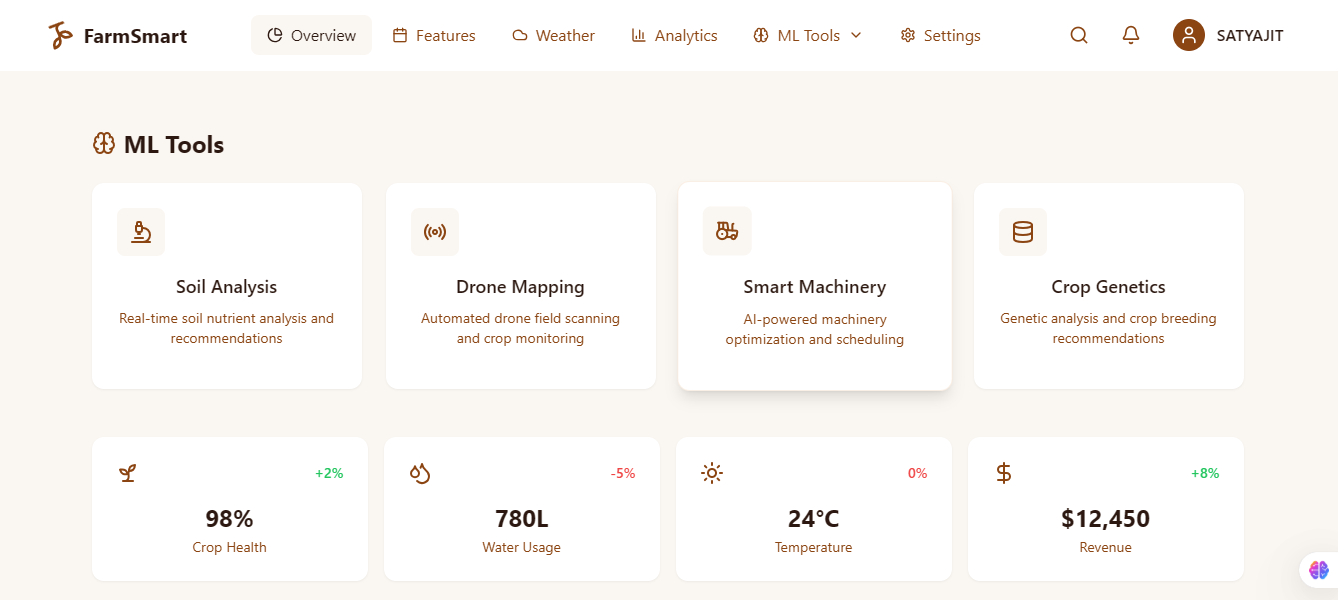 FarmSmart
Overview
Features
Weather
Analytics
ML Tools
Settings
SATYAJIT
ML Tools
Soil Analysis
Real-time soil nutrient analysis and
recommendations
Drone Mapping
Automated drone field scanning
and crop monitoring
Smart Machinery
AI-powered machinery
optimization and scheduling
Crop Genetics
Genetic analysis and crop breeding
recommendations
+2%
98%
Crop Health
-5%
780L
Water Usage
0%
24°C
Temperature
+8%
$12,450
Revenue